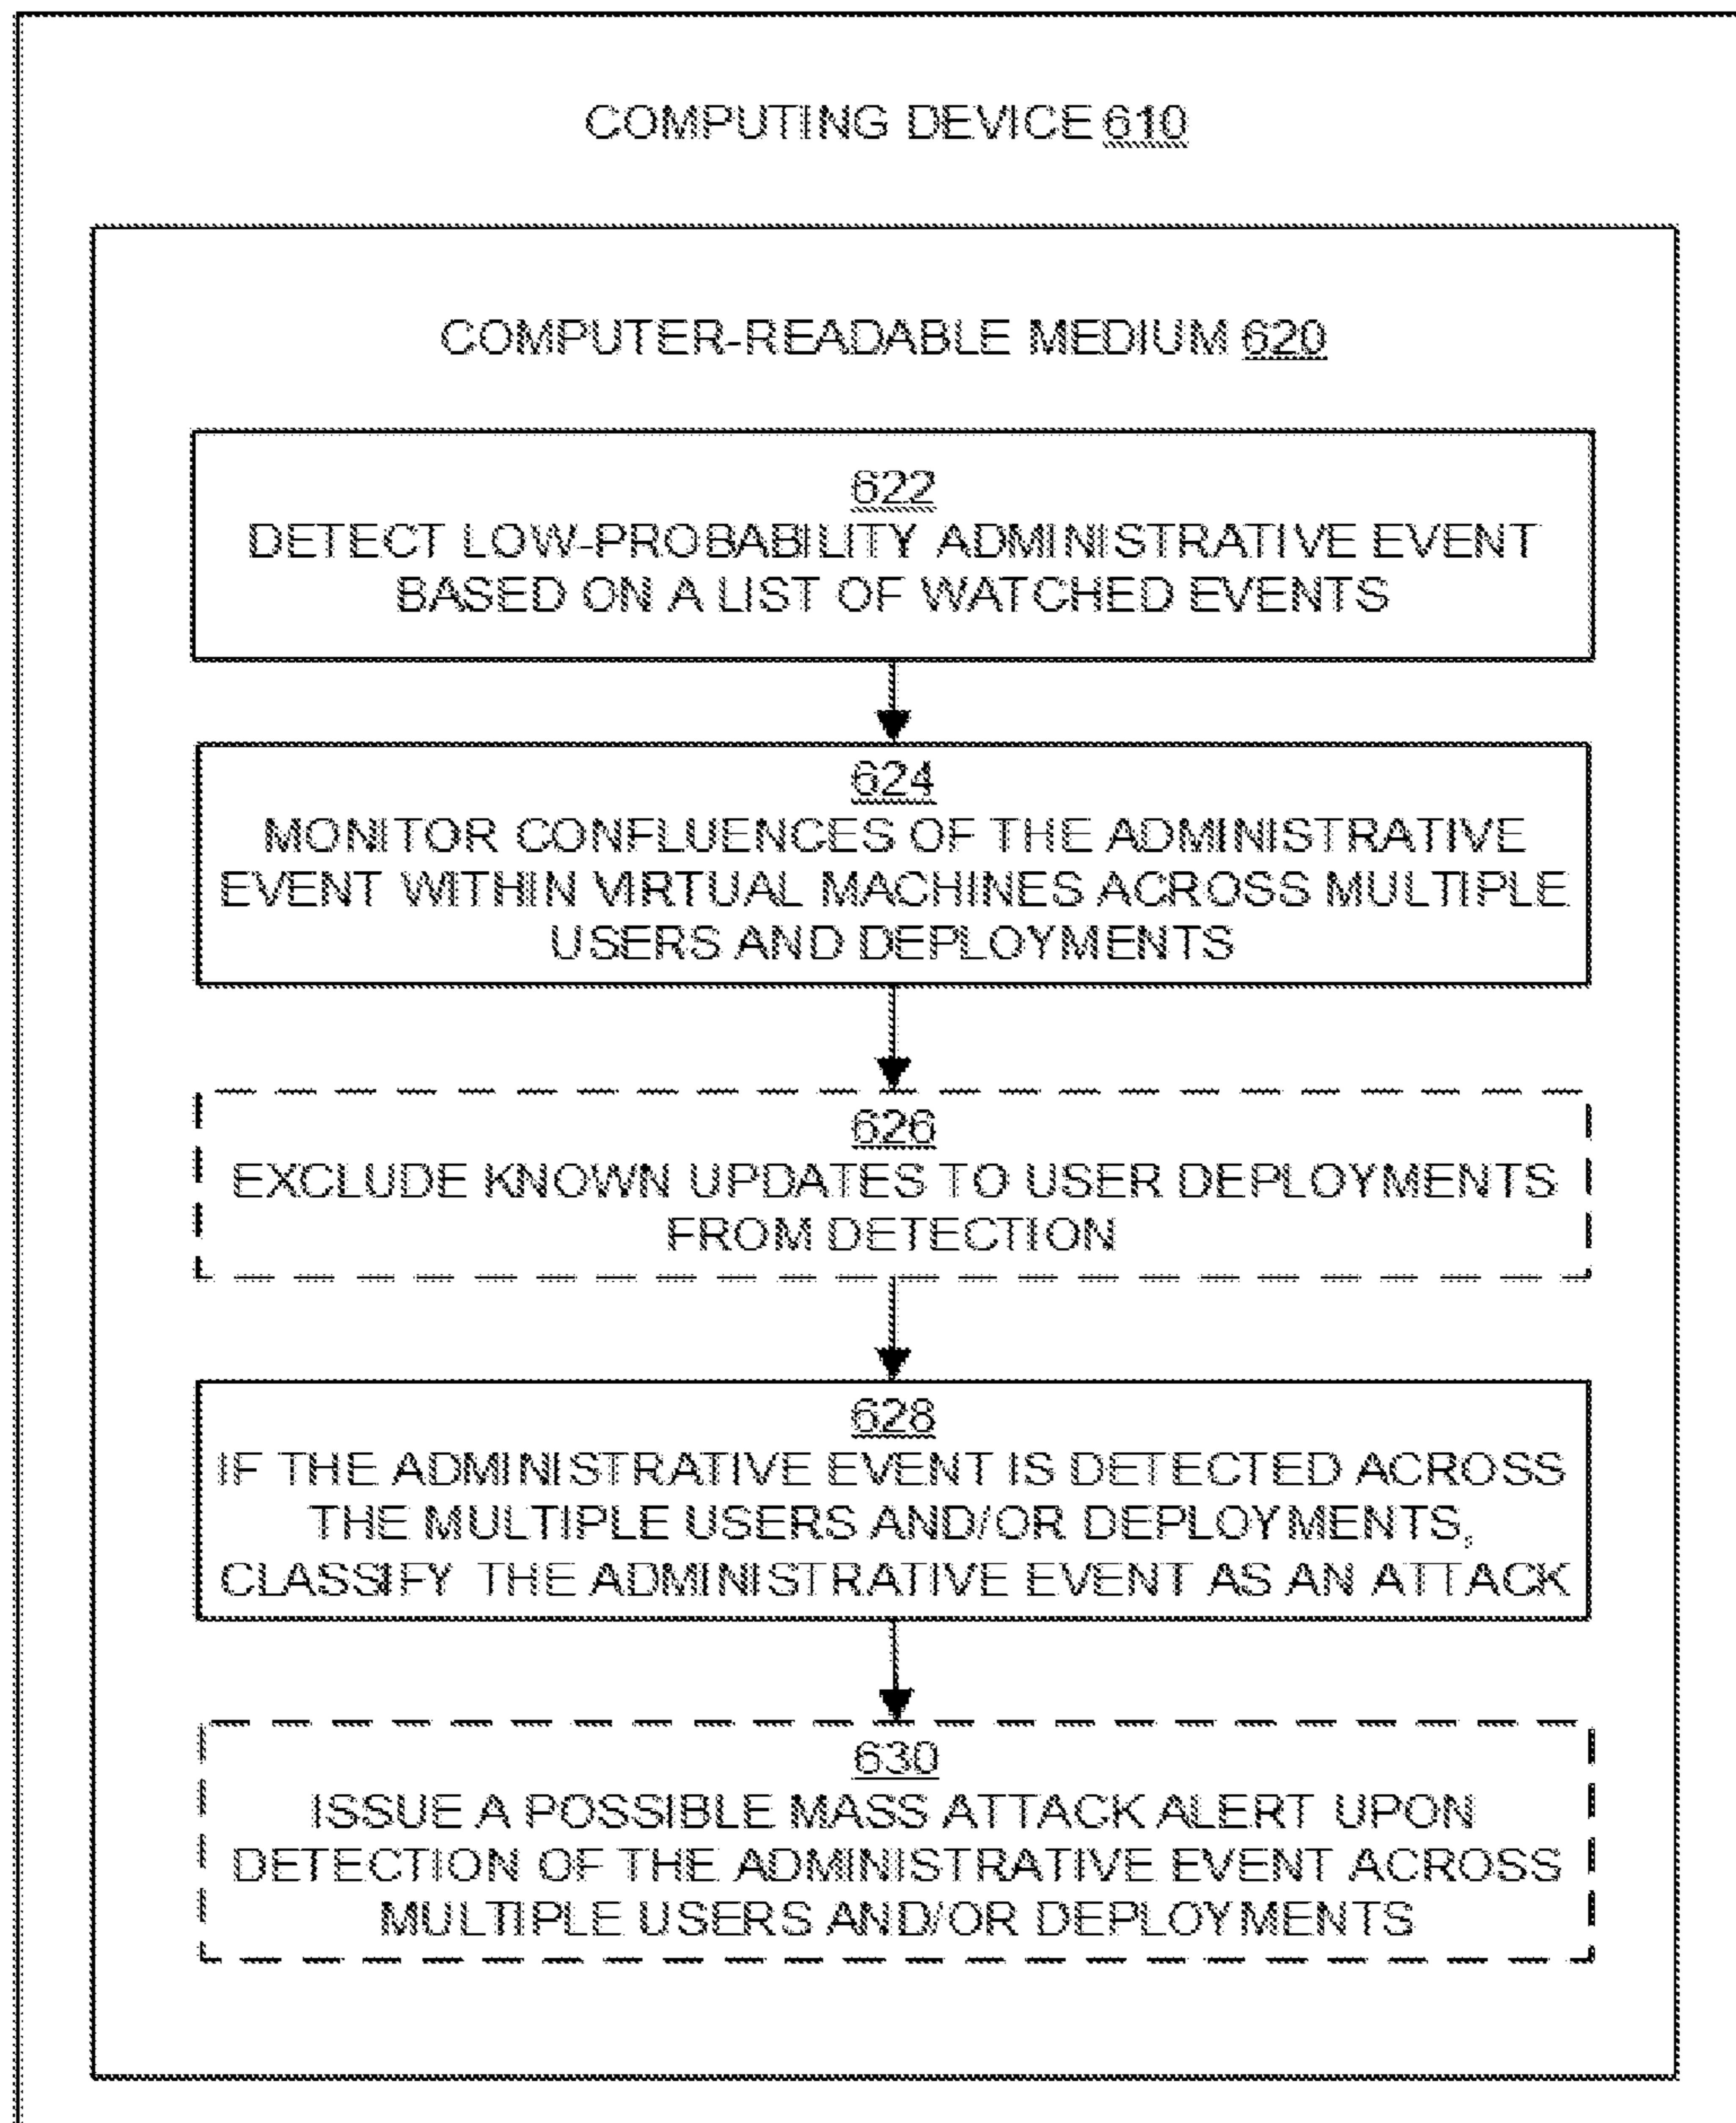 COMPUTING DEVICE 610
COMPUTER-READABLE MEDIUM 620
622
DETECT LOW-PROBABILITY ADMINISTRATIVE EVENT
BASED ON A LIST OF WATCHED EVENTS
624
MONITOR CONFLUENCES OF THE ADMINISTRATIVE
EVENT WITHIN VIRTUAL MACHINES ACROSS MULTIPLE
USERS AND DEPLOYMENTS
626
EXCLUDE KNOWN UPDATES TO USER DEPLOYMENTS
FROM DETECTION
628
IF THE ADMINISTRATIVE EVENT IS DETECTED ACROSS
THE MULTIPLE USERS AND/OR DEPLOYMENTS,
CLASSIFY THE ADMINISTRATIVE EVENT AS AN ATTACK
630
ISSUE A POSSIBLE MASS ATTACK ALERT UPON
DETECTION OF THE ADMINISTRATIVE EVENT ACROSS
MULTIPLE USERS AND/OR DEPLOYMENTS